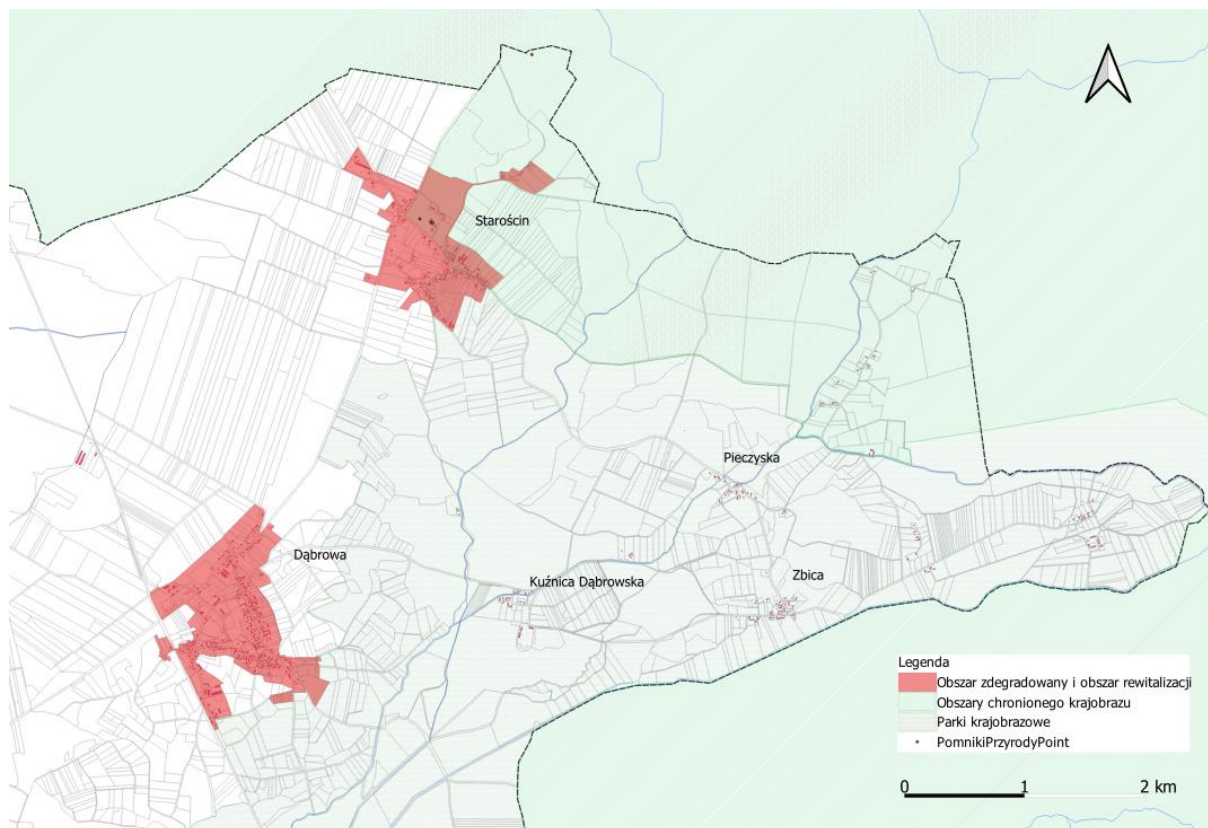 Starościn
Pieczyska
Dąbrowa
Kuźnica Dąbrowska
Zbica
Legenda
Obszar zdegradowany i obszar rewitalizacji
Obszary chronionego krajobrazu
Parki krajobrazowe
PomnikiPrzyrodyPoint
0 1 2 km